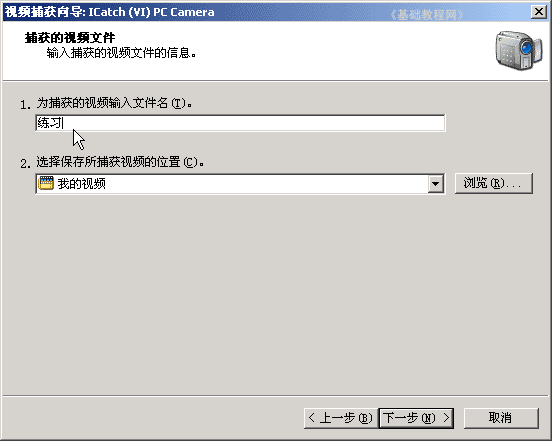 视频捕获向导: ICatch (VI) PC Camera 《基础教程网》
捕获的视频文件
输入捕获的视频文件的信息。
1. 为捕获的视频输入文件名(T)。
练习
2. 选择保存所捕获视频的位置(C)。
我的视频 浏览(R)...
< 上一步(B) 下一步(N) > 取消